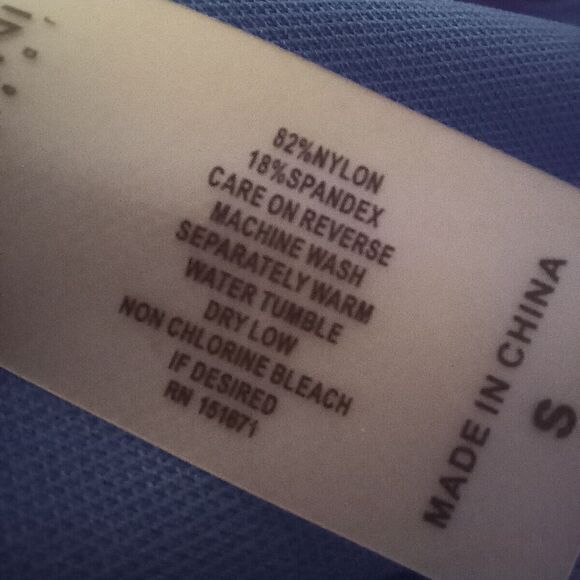 82%NYLON
18%SPANDEX
CARE ON REVERSE
MACHINE WASH
SEPARATELY WARM
WATER TUMBLE
DRY LOW
NON CHLORINE BLEACH
IF DESIRED
RN 151871
MADE IN CHINA
S